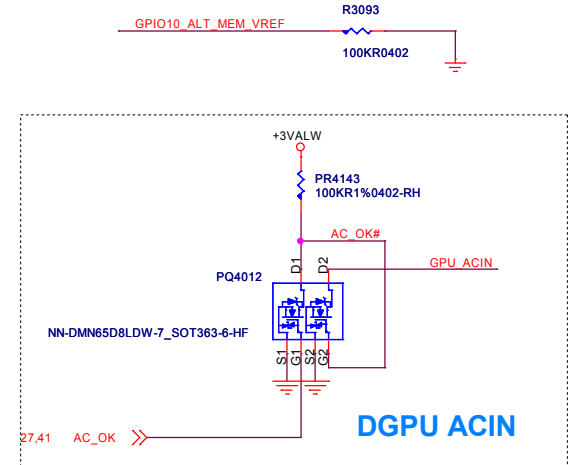 R3093
GPIO10_ALT_MEM_VREF
100KR0402
+3VALW
PR4143
100KR1%0402-RH
AC_OK#
GPU_ACIN
D1
D2
PQ4012
NN-DMN65D8LDW-7_SOT363-6-HF
S1
G1
S2
G2
DGPU ACIN
27,41 AC_OK